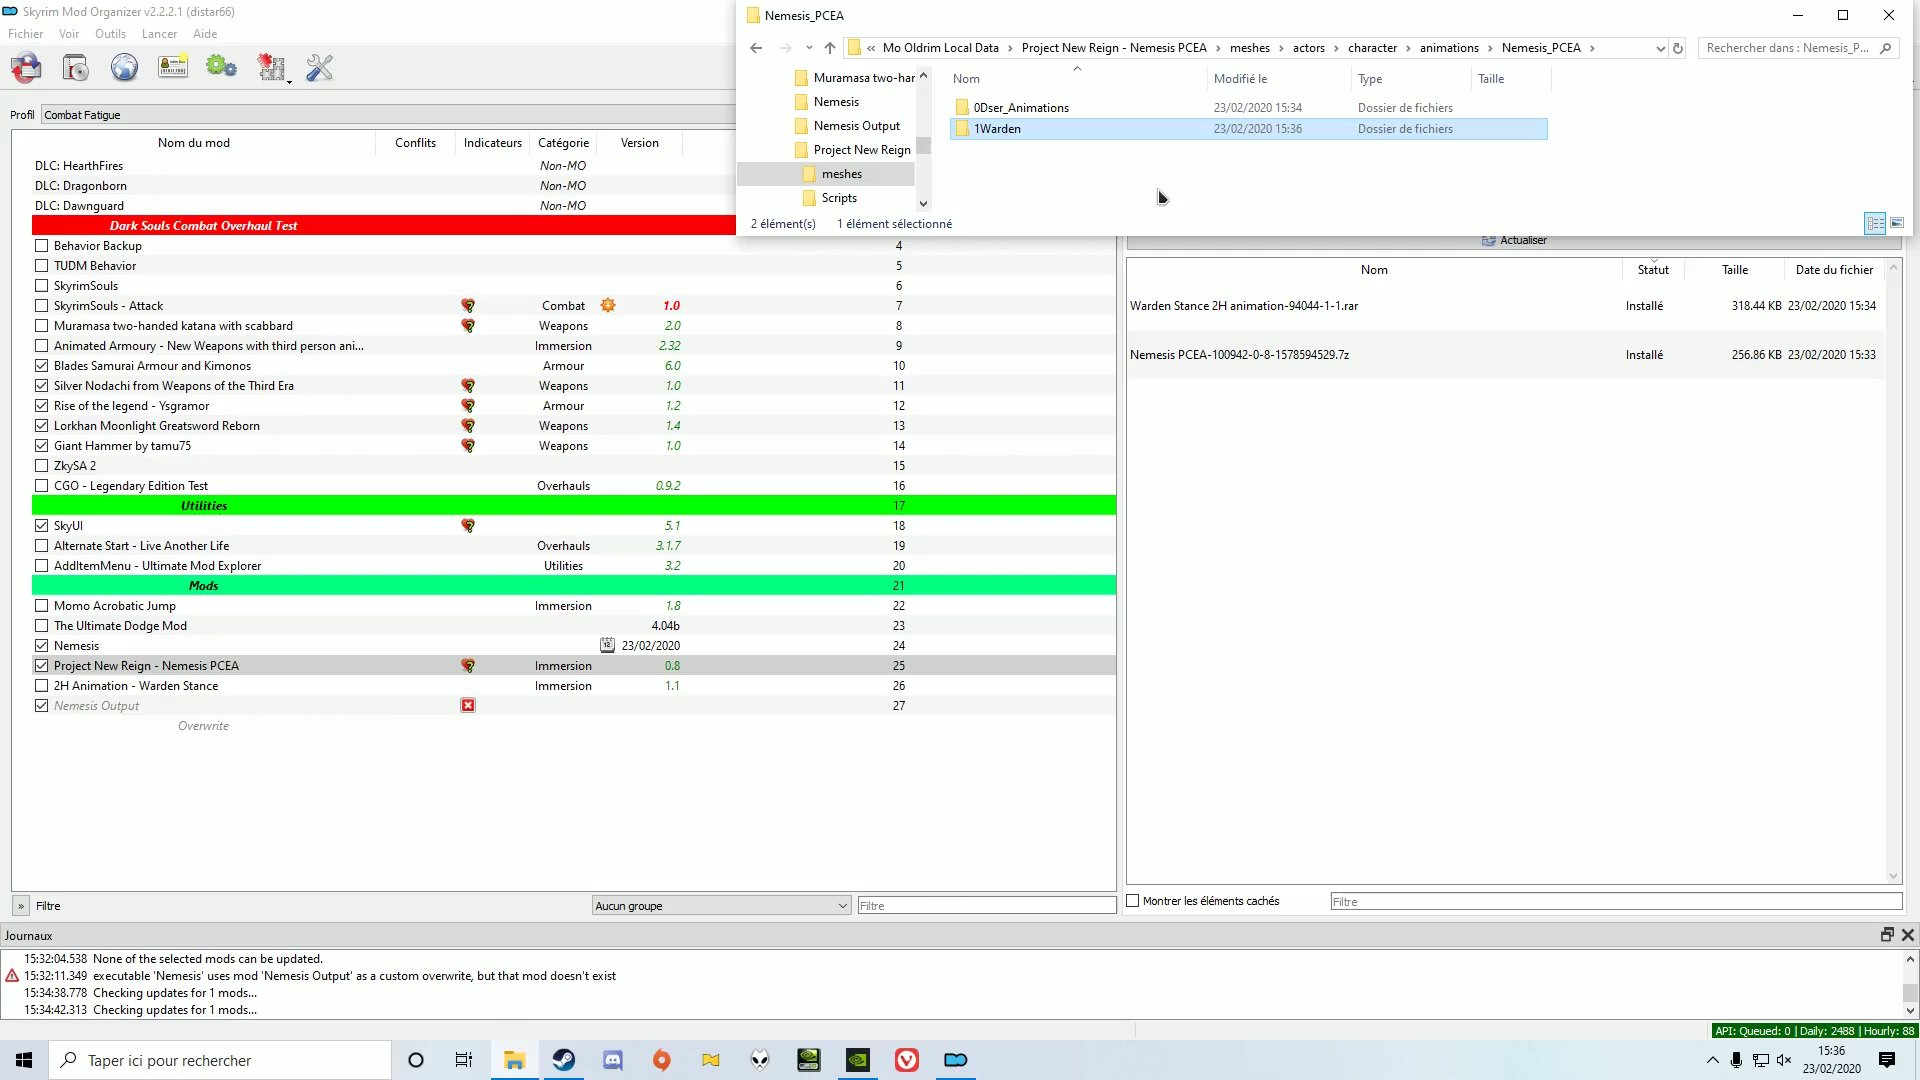 Skyrim Mod Organizer v2.2.2.1 (distar66)
Fichier Voir Outils Lancer Aide
Profil Combat Fatigue
Nom du mod Conflits Indicateurs Catégorie Version
DLC: HearthFires Non-MO
DLC: Dragonborn Non-MO
DLC: Dawnguard Non-MO
Dark Souls Combat Overhaul Test
Behavior Backup 4
TUDM Behavior 5
SkyrimSouls 6
SkyrimSouls - Attack Combat 1.0 7
Muramasa two-handed katana with scabbard Weapons 2.0 8
Animated Armoury - New Weapons with third person ani... Immersion 2.32 9
Blades Samurai Armour and Kimonos Armour 6.0 10
Silver Nodachi from Weapons of the Third Era Weapons 1.0 11
Rise of the legend - Ysgramor Armour 1.2 12
Lorkhan Moonlight Greatsword Reborn Weapons 1.4 13
Giant Hammer by tamu75 Weapons 1.0 14
ZkySA 2 15
CGO - Legendary Edition Test Overhauls 0.9.2 16
Utilities 17
SkyUI 5.1 18
Alternate Start - Live Another Life Overhauls 3.1.7 19
AddItemMenu - Ultimate Mod Explorer Utilities 3.2 20
Mods 21
Momo Acrobatic Jump Immersion 1.8 22
The Ultimate Dodge Mod 4.04b 23
Nemesis 23/02/2020 24
Project New Reign - Nemesis PCEA Immersion 0.8 25
2H Animation - Warden Stance Immersion 1.1 26
Nemesis Output 27
Overwrite
» Filtre Aucun groupe Filtre
Nemesis_PCEA
« Mo Oldrim Local Data › Project New Reign - Nemesis PCEA › meshes › actors › character › animations › Nemesis_PCEA › Rechercher dans : Nemesis_P...
Muramasa two-har
Nemesis
Nemesis Output
Project New Reign
meshes
Scripts
Nom Modifié le Type Taille
0Dser_Animations 23/02/2020 15:34 Dossier de fichiers
1Warden 23/02/2020 15:36 Dossier de fichiers
2 élément(s) 1 élément sélectionné
Actualiser
Nom Statut Taille Date du fichier
Warden Stance 2H animation-94044-1-1.rar Installé 318.44 KB 23/02/2020 15:34
Nemesis PCEA-100942-0-8-1578594529.7z Installé 256.86 KB 23/02/2020 15:33
Montrer les éléments cachés Filtre
Journaux
15:32:04.538 None of the selected mods can be updated.
15:32:11.349 executable 'Nemesis' uses mod 'Nemesis Output' as a custom overwrite, but that mod doesn't exist
15:34:38.778 Checking updates for 1 mods...
15:34:42.313 Checking updates for 1 mods...
API: Queued: 0 | Daily: 2488 | Hourly: 88
Taper ici pour rechercher
15:36
23/02/2020